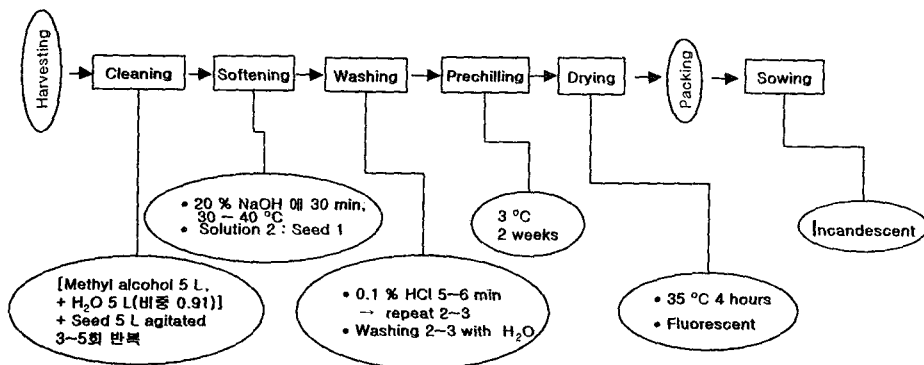 Harvesting
Cleaning
Softening
Washing
Prechilling
Drying
Packing
Sowing
• 20 % NaOH 에 30 min,
30 – 40 °C
• Solution 2 : Seed 1
3 °C
2 weeks
Incandescent
[Methyl alcohol 5 L,
+ H₂O 5 L(비중 0.91)]
+ Seed 5 L agitated
3~5회 반복
• 0.1 % HCl 5~6 min
→ repeat 2~3
• Washing 2~3 with H₂O
• 35 °C 4 hours
• Fluorescent